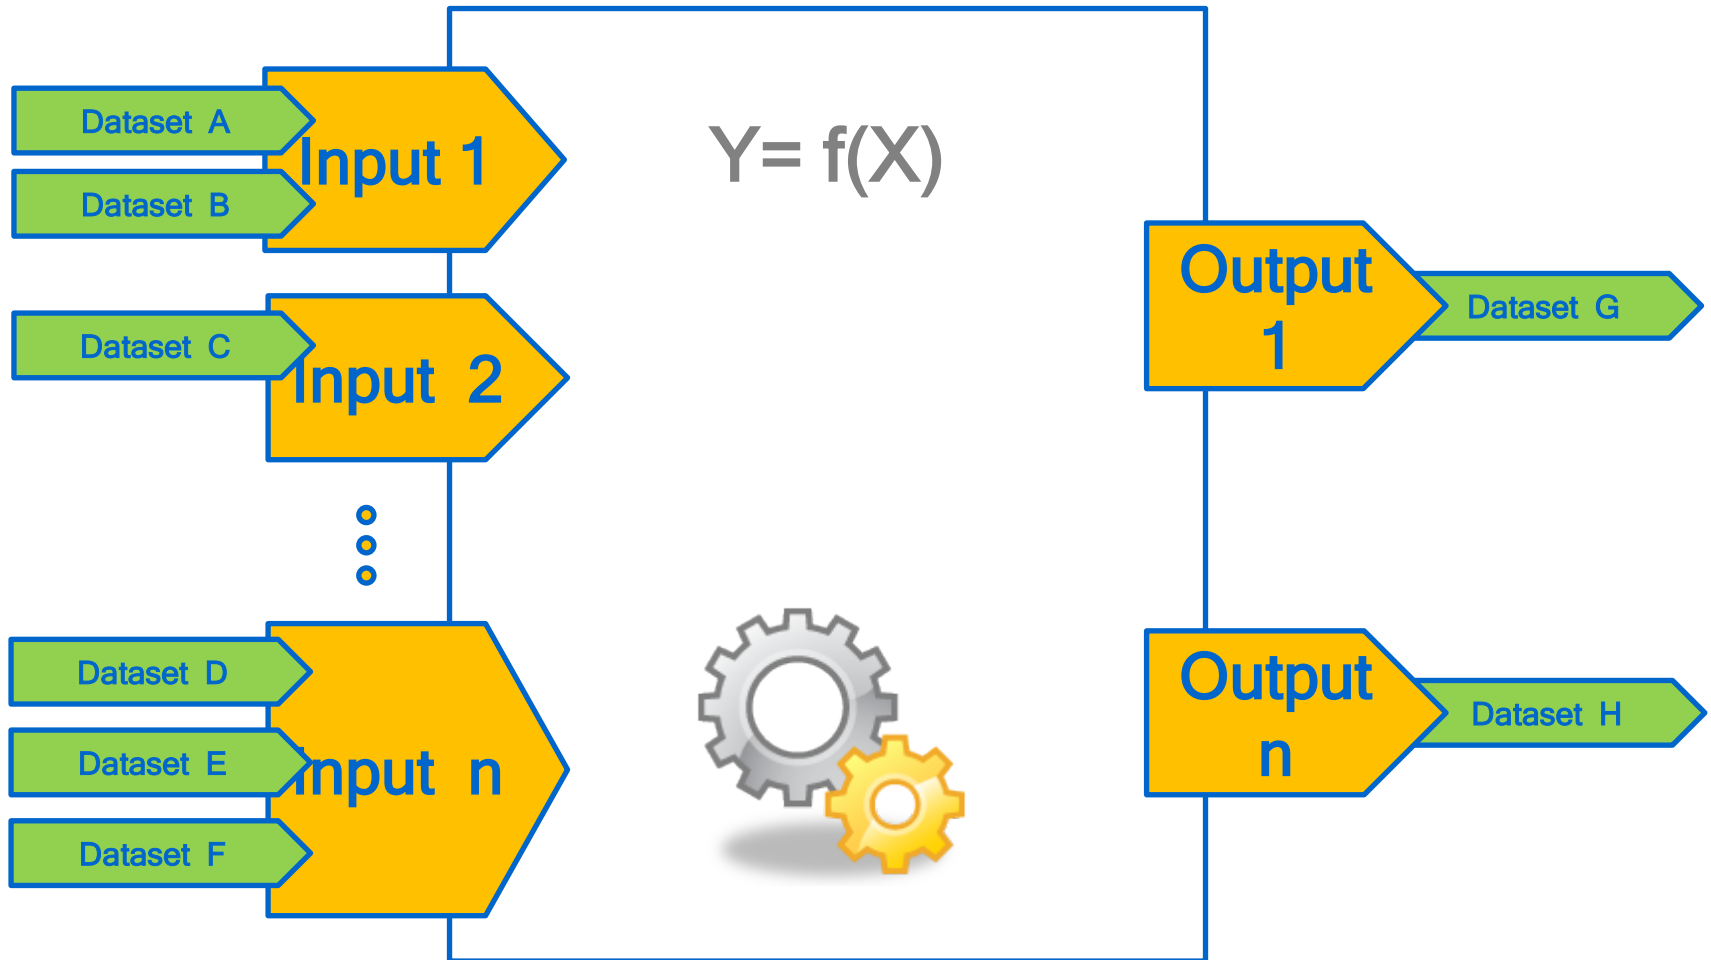 Dataset A
Input 1
Dataset B
Y= f(X)
Dataset C
Input 2
Output
1
Dataset G
Dataset D
Dataset E
Input n
Dataset F
Output
n
Dataset H